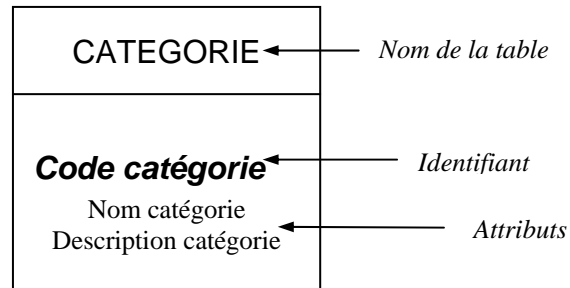 CATEGORIE
Nom de la table
Code catégorie
Identifiant
Nom catégorie
Description catégorie
Attributs